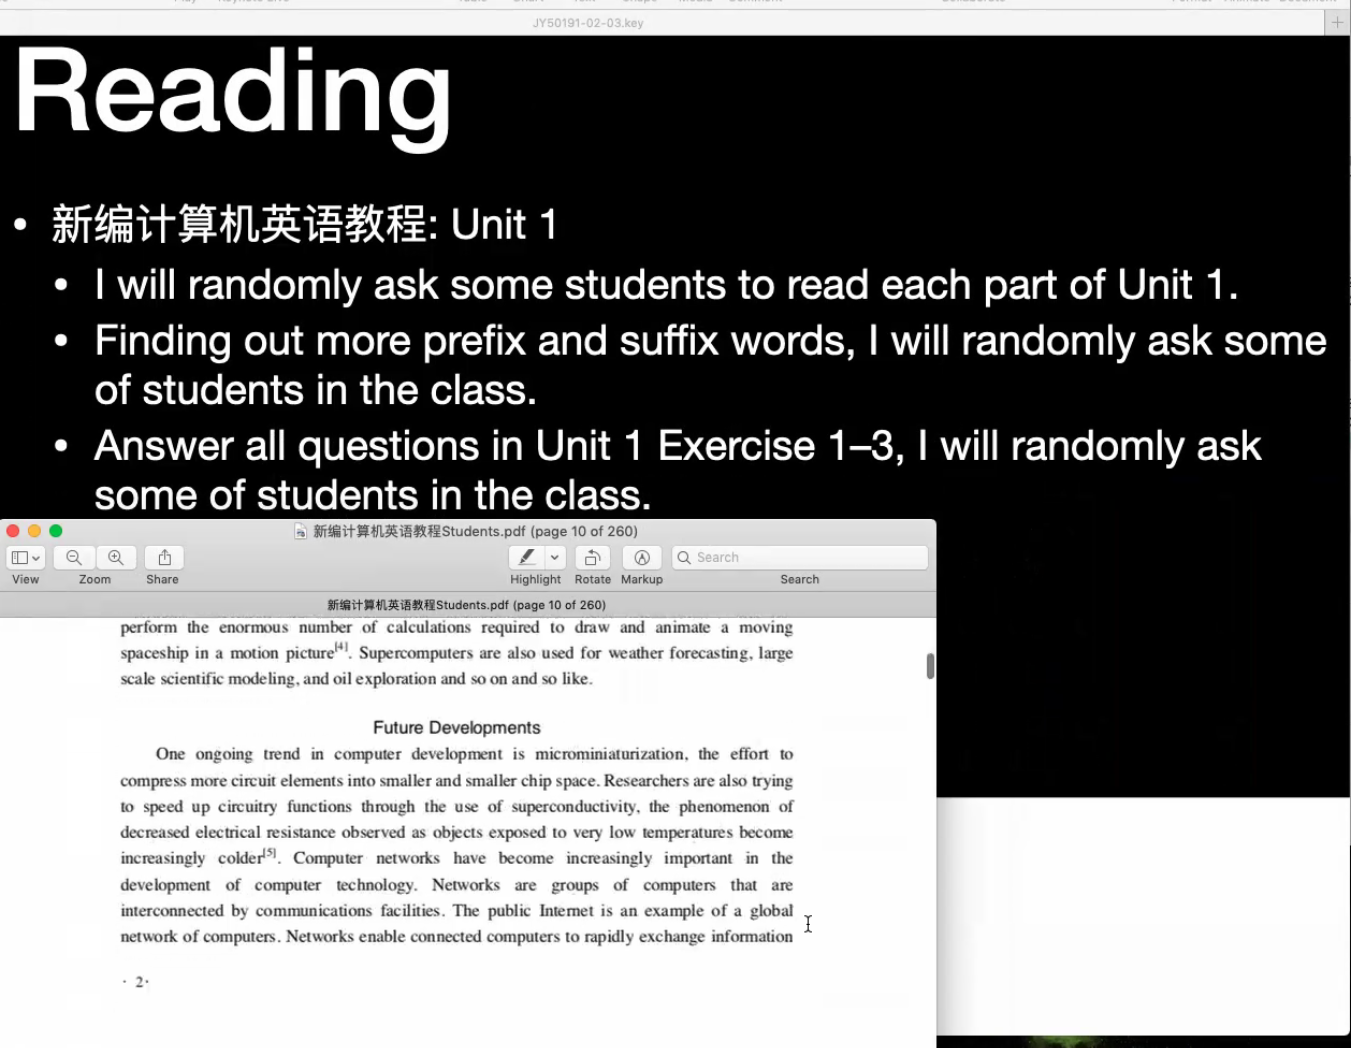 JY50191-02-03.key
Reading
• 新编计算机英语教程: Unit 1
• I will randomly ask some students to read each part of Unit 1.
• Finding out more prefix and suffix words, I will randomly ask some
of students in the class.
• Answer all questions in Unit 1 Exercise 1–3, I will randomly ask
some of students in the class.
新编计算机英语教程Students.pdf (page 10 of 260)
Search
View Zoom Share Highlight Rotate Markup Search
新编计算机英语教程Students.pdf (page 10 of 260)
perform the enormous number of calculations required to draw and animate a moving
spaceship in a motion picture[4]. Supercomputers are also used for weather forecasting, large
scale scientific modeling, and oil exploration and so on and so like.
Future Developments
One ongoing trend in computer development is microminiaturization, the effort to
compress more circuit elements into smaller and smaller chip space. Researchers are also trying
to speed up circuitry functions through the use of superconductivity, the phenomenon of
decreased electrical resistance observed as objects exposed to very low temperatures become
increasingly colder[5]. Computer networks have become increasingly important in the
development of computer technology. Networks are groups of computers that are
interconnected by communications facilities. The public Internet is an example of a global
network of computers. Networks enable connected computers to rapidly exchange information
· 2·